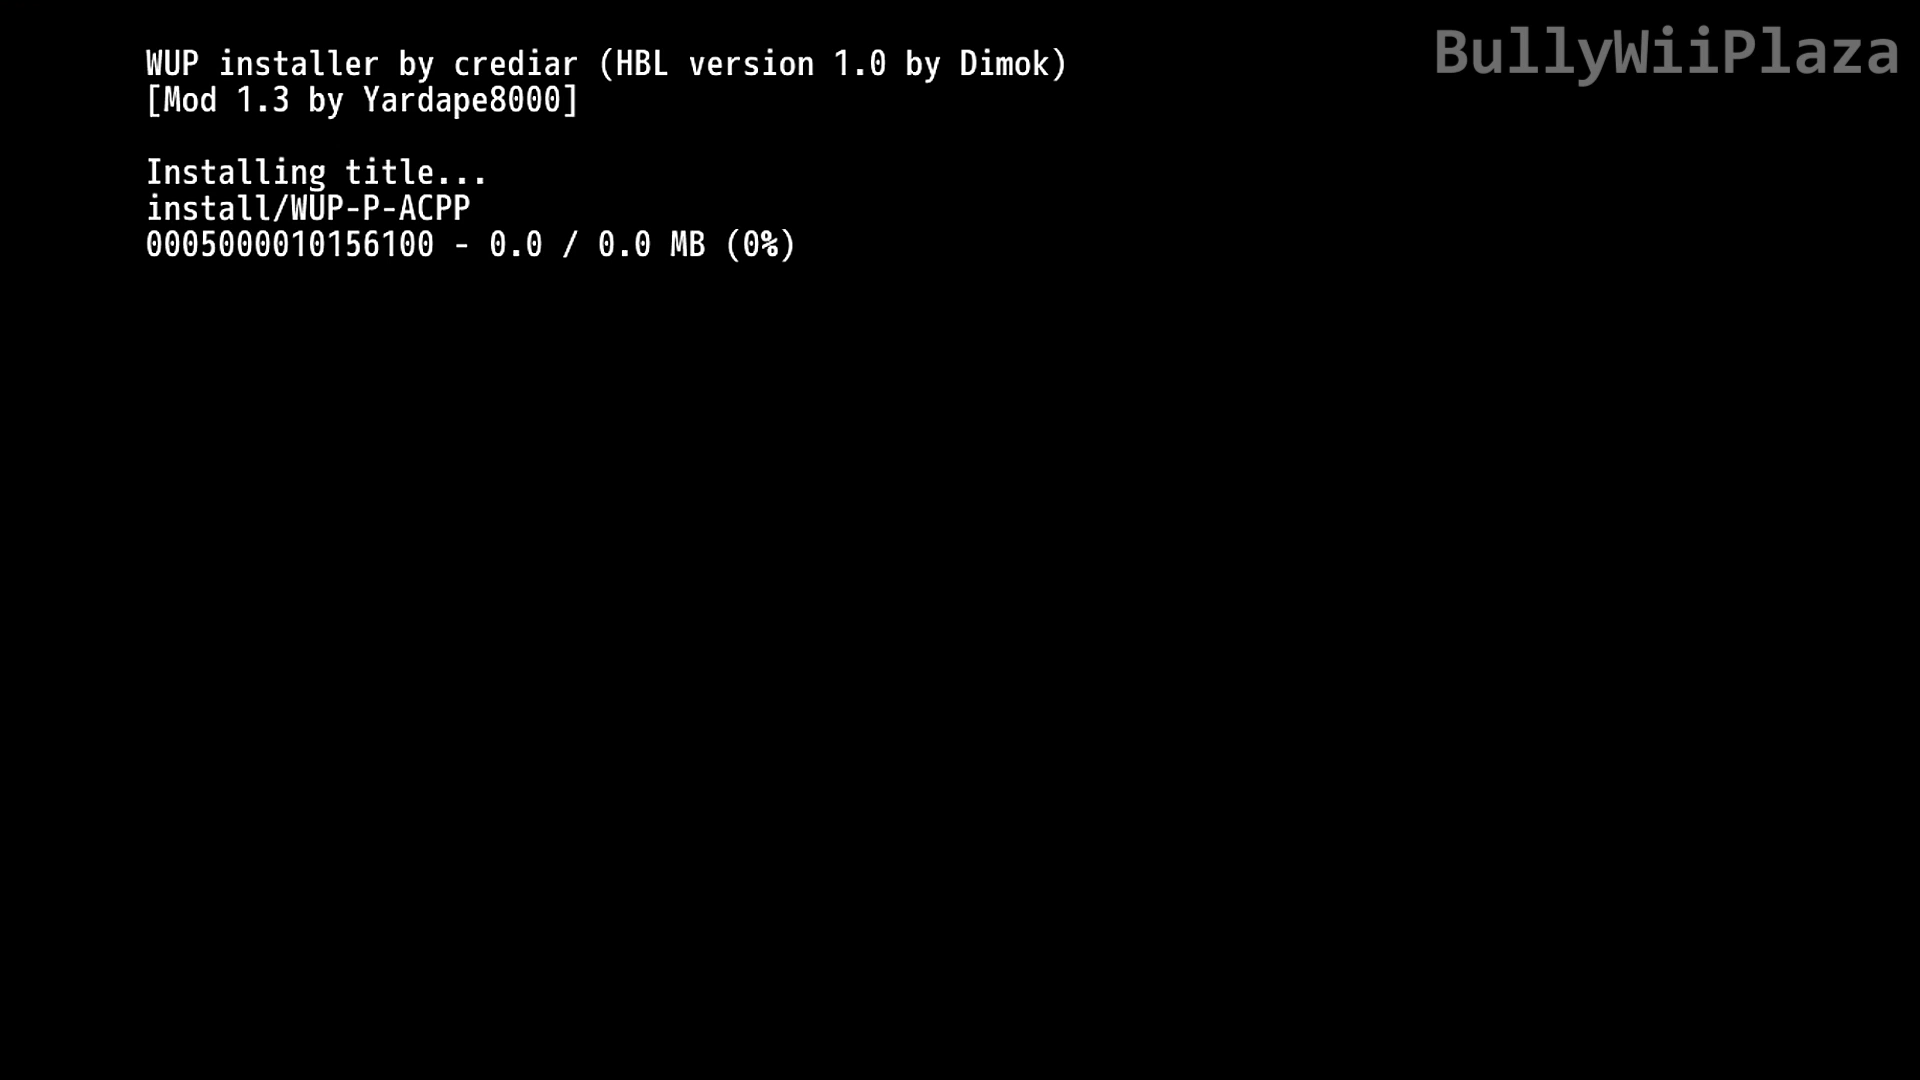 WUP installer by crediar (HBL version 1.0 by Dimok)
[Mod 1.3 by Yardape8000]
BullyWiiPlaza
Installing title...
install/WUP-P-ACPP
0005000010156100 - 0.0 / 0.0 MB (0%)